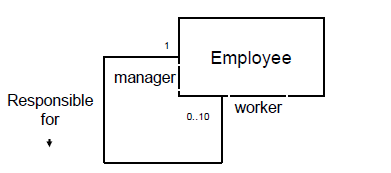 1
Employee
manager
Responsible
for
0..10
worker